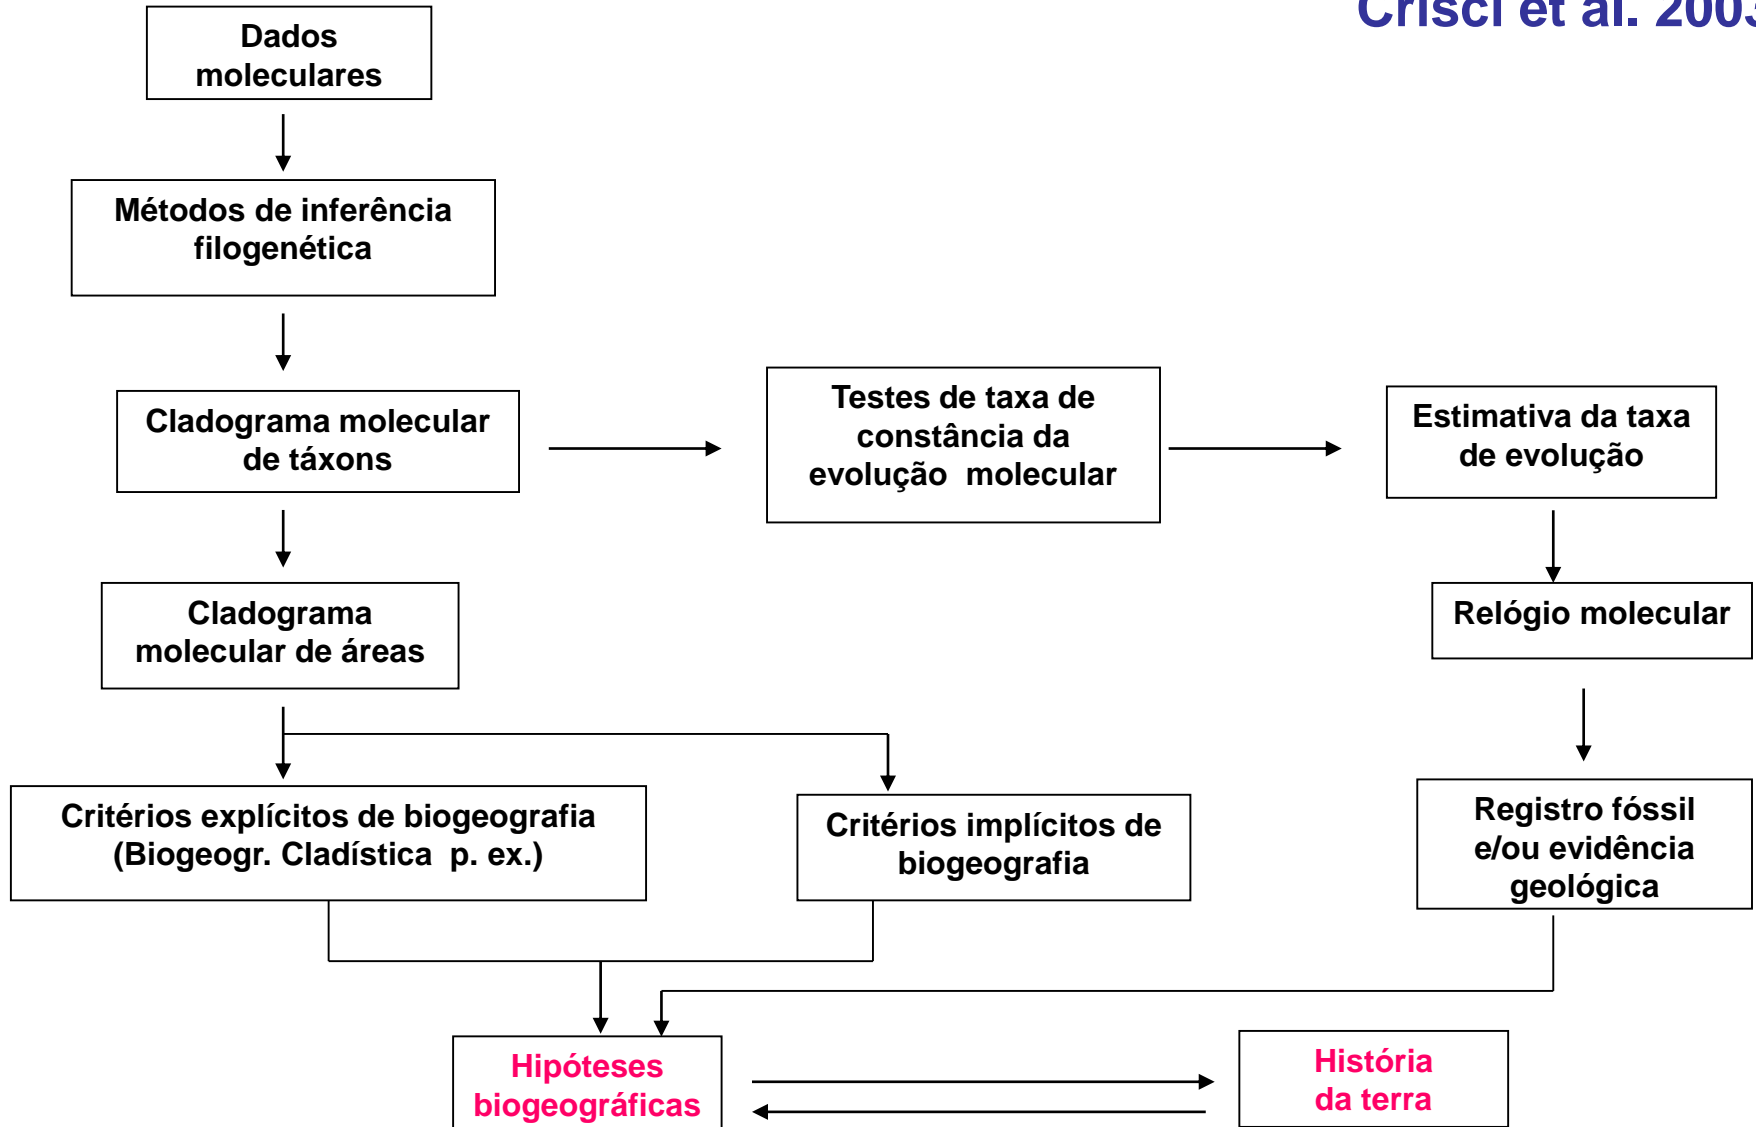 Crisci et al. 2003
Dados
moleculares
Métodos de inferência
filogenética
Cladograma molecular
de táxons
Testes de taxa de
constância da
evolução molecular
Estimativa da taxa
de evolução
Cladograma
molecular de áreas
Relógio molecular
Critérios explícitos de biogeografia
(Biogeogr. Cladística p. ex.)
Critérios implícitos de
biogeografia
Registro fóssil
e/ou evidência
geológica
Hipóteses
biogeográficas
História
da terra